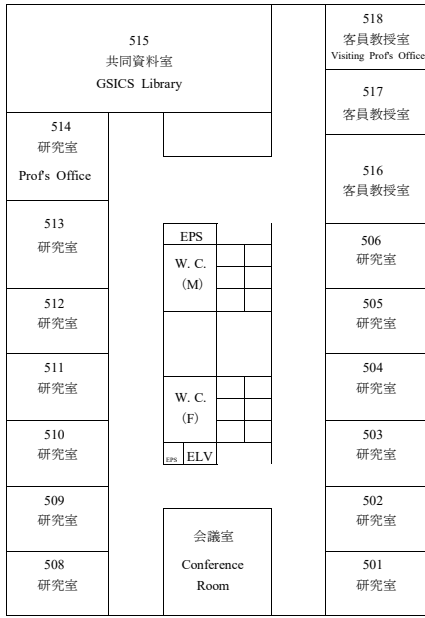 515
共同資料室
GSICS Library
518
客員教授室
Visiting Prof's Office
517
客員教授室
516
客員教授室
514
研究室
Prof's Office
513
研究室
512
研究室
511
研究室
510
研究室
509
研究室
508
研究室
EPS
W. C.
(M)
W. C.
(F)
EPS
ELV
会議室
Conference
Room
506
研究室
505
研究室
504
研究室
503
研究室
502
研究室
501
研究室